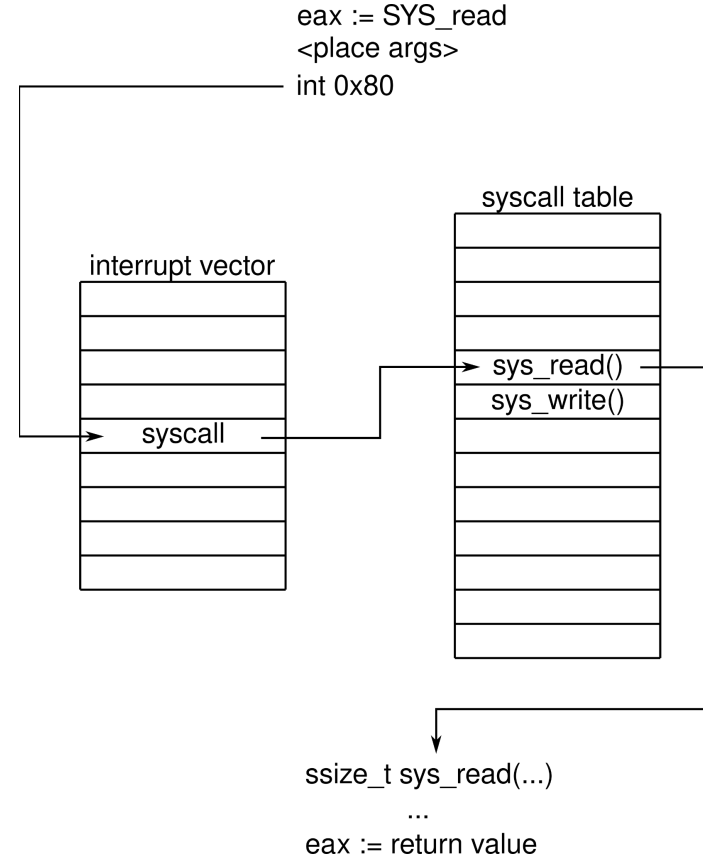 eax := SYS_read
<place args>
int 0x80
syscall table
interrupt vector
sys_read()
sys_write()
syscall
ssize_t sys_read(...)
...
eax := return value